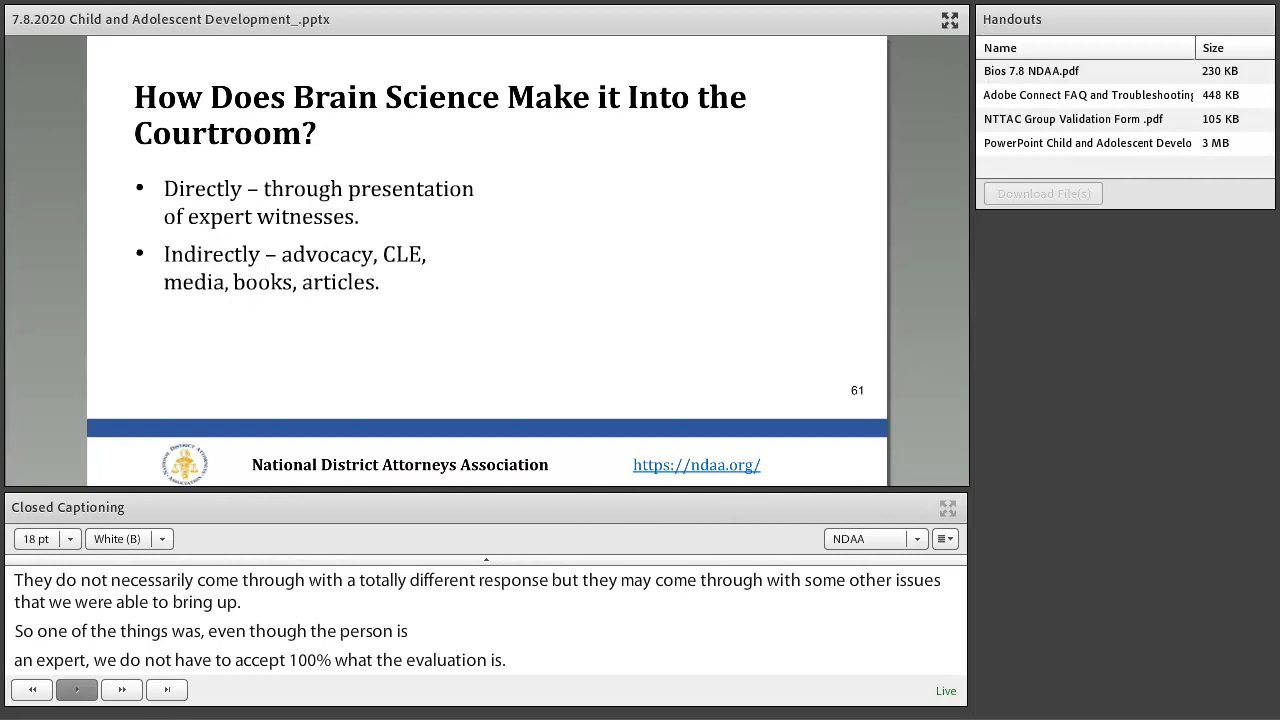 7.8.2020 Child and Adolescent Development_.pptx
How Does Brain Science Make it Into the
Courtroom?
• Directly – through presentation
of expert witnesses.
• Indirectly – advocacy, CLE,
media, books, articles.
61
NATIONAL DISTRICT ATTORNEYS ASSOCIATION
National District Attorneys Association
https://ndaa.org/
Handouts
Name Size
Bios 7.8 NDAA.pdf 230 KB
Adobe Connect FAQ and Troubleshooting 448 KB
NTTAC Group Validation Form .pdf 105 KB
PowerPoint Child and Adolescent Develo 3 MB
Download File(s)
Closed Captioning
18 pt White (B) NDAA
They do not necessarily come through with a totally different response but they may come through with some other issues
that we were able to bring up.
So one of the things was, even though the person is
an expert, we do not have to accept 100% what the evaluation is.
Live